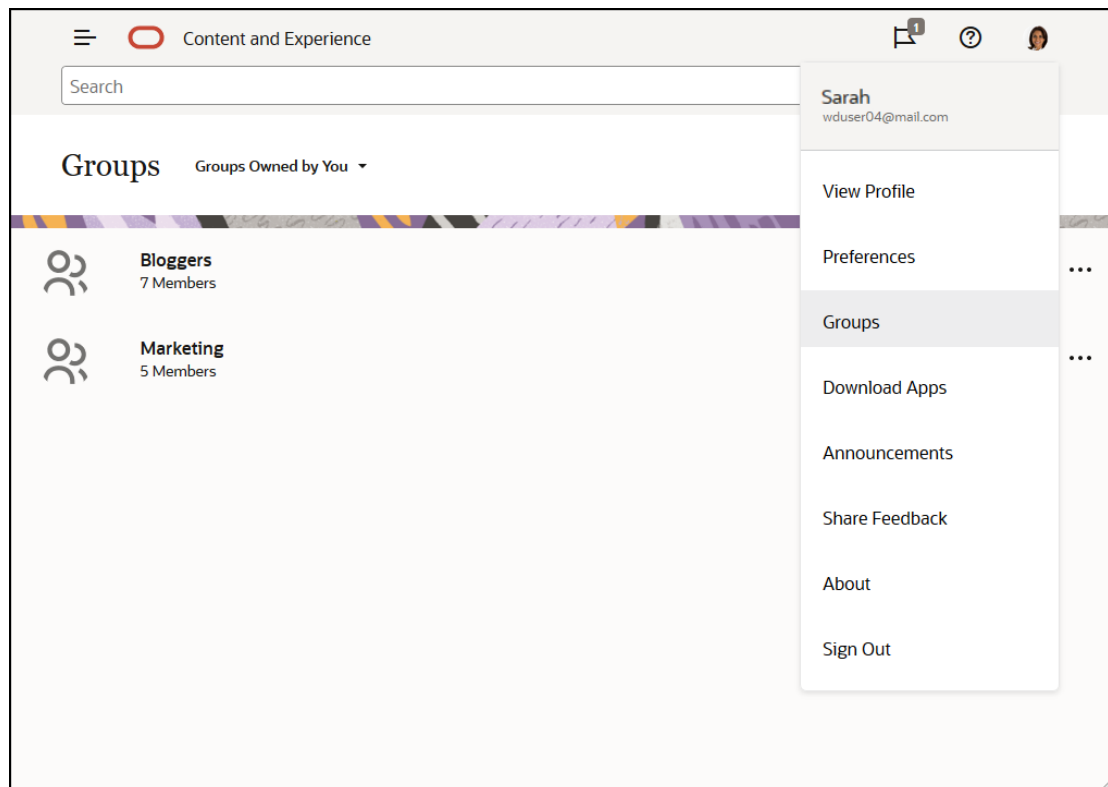 Content and Experience
1
Search
Sarah
wduser04@mail.com
Groups
Groups Owned by You
View Profile
Bloggers
7 Members
Preferences
Groups
Marketing
5 Members
Download Apps
Announcements
Share Feedback
About
Sign Out